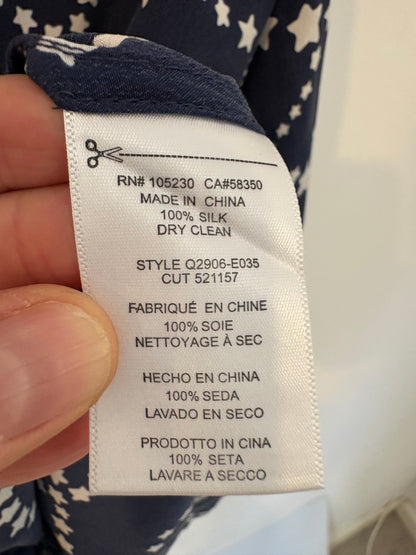 RN# 105230 CA#58350
MADE IN CHINA
100% SILK
DRY CLEAN
STYLE Q2906-E035
CUT 521157
FABRIQUÉ EN CHINE
100% SOIE
NETTOYAGE À SEC
HECHO EN CHINA
100% SEDA
LAVADO EN SECO
PRODOTTO IN CINA
100% SETA
LAVARE A SECCO